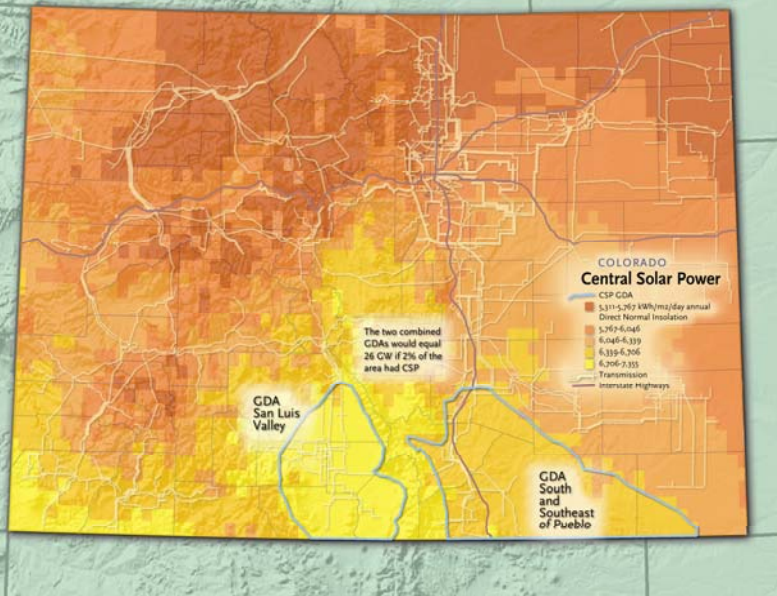 COLORADO
Central Solar Power
CSP GDA
5,311-5,767 kWh/m2/day annual
Direct Normal Insolation
5,767-6,046
6,046-6,339
6,339-6,706
6,706-7,355
Transmission
Interstate Highways
The two combined
GDAs would equal
26 GW if 2% of the
area had CSP
GDA
San Luis
Valley
GDA
South
and
Southeast
of Pueblo